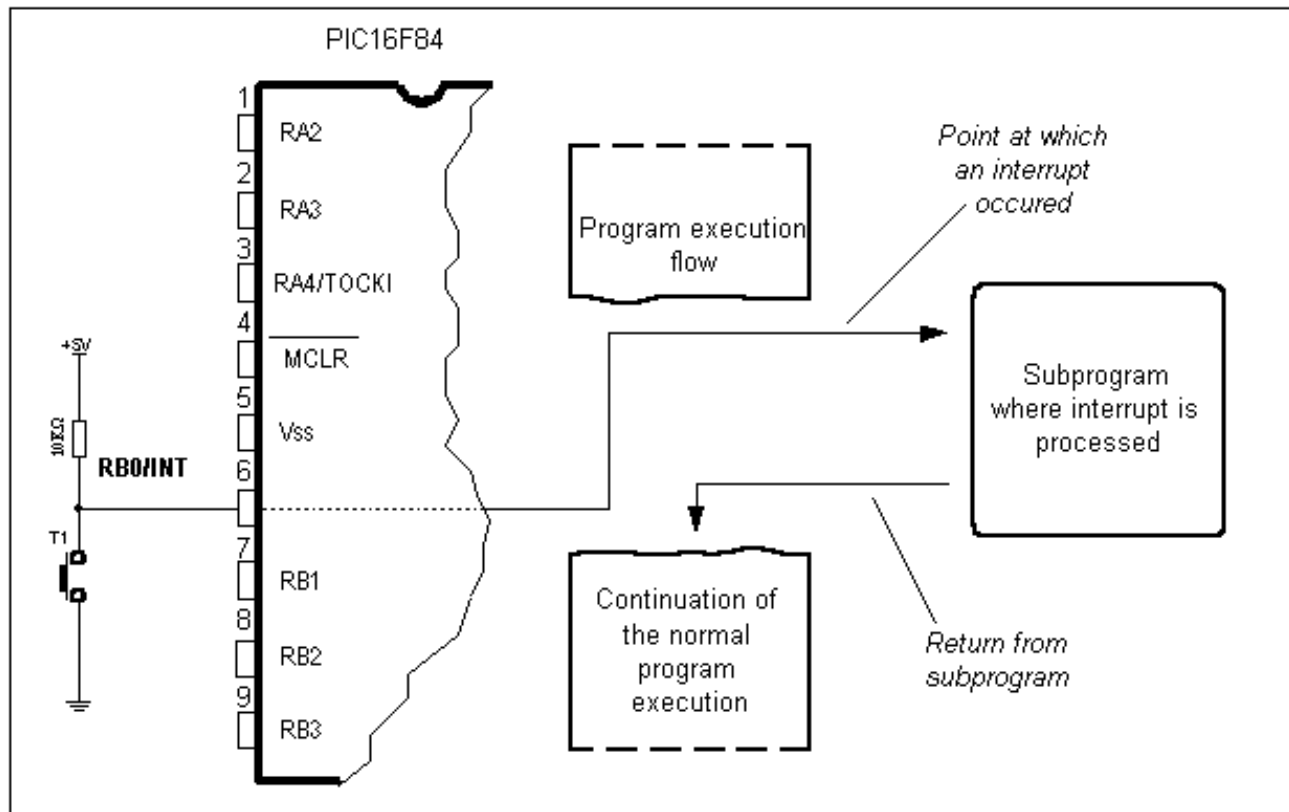 PIC16F84
1
RA2
2
RA3
3
RA4/TOCKI
4
MCLR
5
Vss
6
7
RB1
8
RB2
9
RB3
+5V
10KΩ
RB0/INT
T1
Program execution
flow
Point at which
an interrupt
occured
Subprogram
where interrupt is
processed
Continuation of
the normal
program
execution
Return from
subprogram